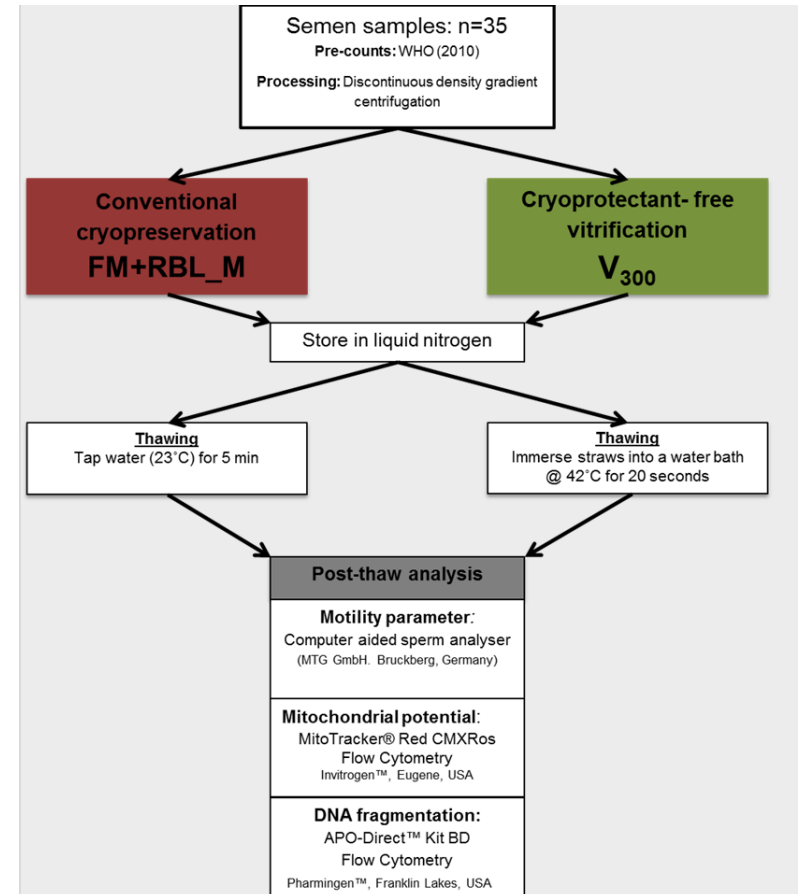 Semen samples: n=35
Pre-counts: WHO (2010)
Processing: Discontinuous density gradient
centrifugation
Conventional
cryopreservation
FM+RBL_M
Cryoprotectant- free
vitrification
V300
Store in liquid nitrogen
Thawing
Tap water (23˚C) for 5 min
Thawing
Immerse straws into a water bath
@ 42˚C for 20 seconds
Post-thaw analysis
Motility parameter:
Computer aided sperm analyser
(MTG GmbH. Bruckberg, Germany)
Mitochondrial potential:
MitoTracker® Red CMXRos
Flow Cytometry
Invitrogen™, Eugene, USA
DNA fragmentation:
APO-Direct™ Kit BD
Flow Cytometry
Pharmingen™, Franklin Lakes, USA